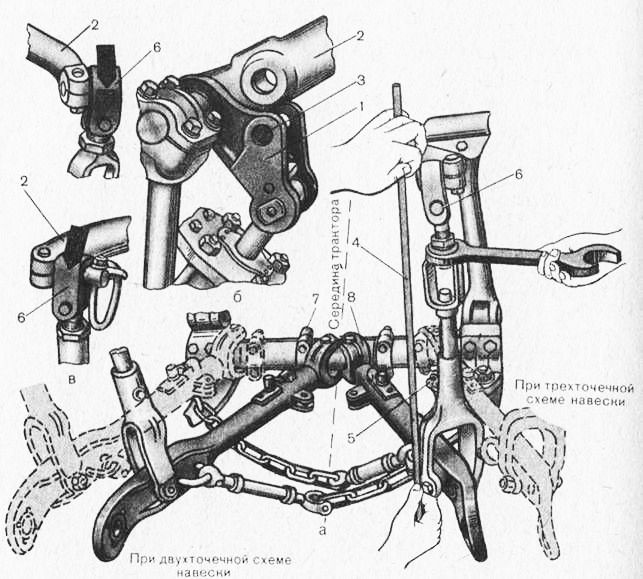 2
6
2
3
1
6
2
4
6
б
в
Середина трактора
7
8
5
При трехточечной
схеме навески
а
При двухточечной схеме
навески